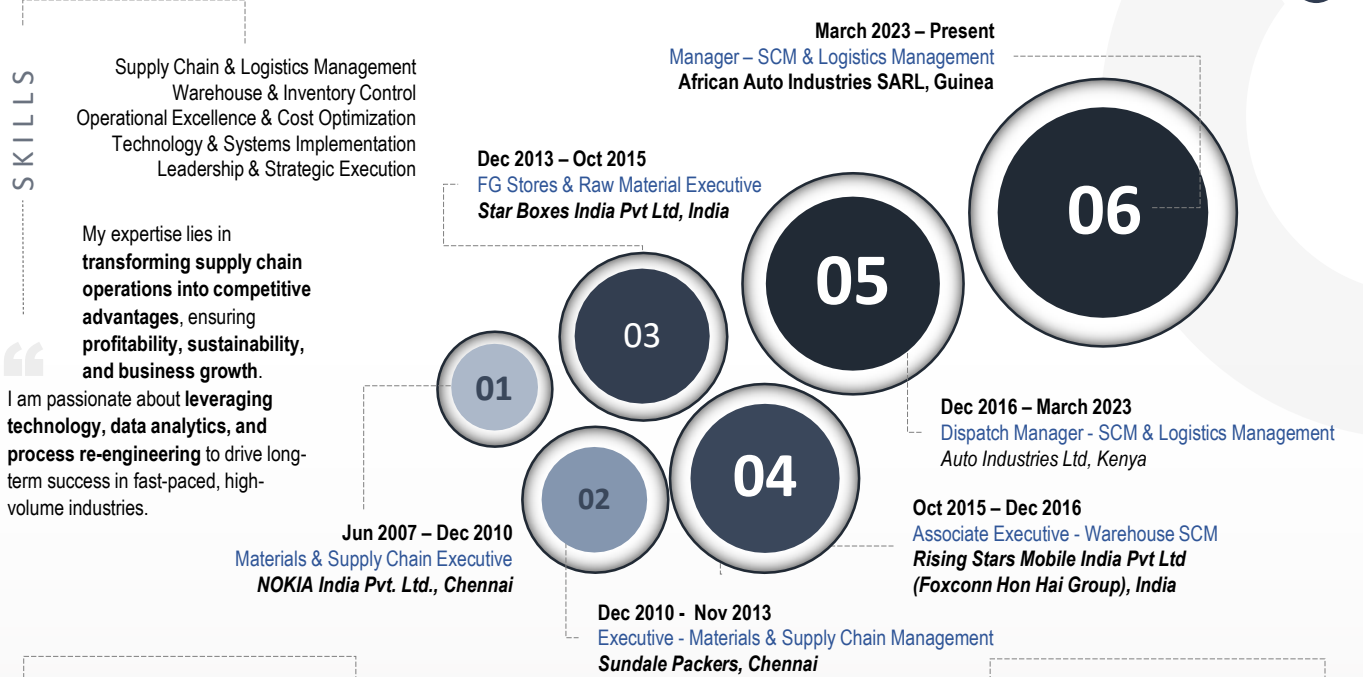 SKILLS
Supply Chain & Logistics Management
Warehouse & Inventory Control
Operational Excellence & Cost Optimization
Technology & Systems Implementation
Leadership & Strategic Execution
My expertise lies in
transforming supply chain
operations into competitive
advantages, ensuring
profitability, sustainability,
and business growth.
I am passionate about leveraging
technology, data analytics, and
process re-engineering to drive long-
term success in fast-paced, high-
volume industries.
01
Jun 2007 – Dec 2010
Materials & Supply Chain Executive
NOKIA India Pvt. Ltd., Chennai
02
Dec 2010 - Nov 2013
Executive - Materials & Supply Chain Management
Sundale Packers, Chennai
03
Dec 2013 – Oct 2015
FG Stores & Raw Material Executive
Star Boxes India Pvt Ltd, India
04
Oct 2015 – Dec 2016
Associate Executive - Warehouse SCM
Rising Stars Mobile India Pvt Ltd
(Foxconn Hon Hai Group), India
05
Dec 2016 – March 2023
Dispatch Manager - SCM & Logistics Management
Auto Industries Ltd, Kenya
06
March 2023 – Present
Manager – SCM & Logistics Management
African Auto Industries SARL, Guinea